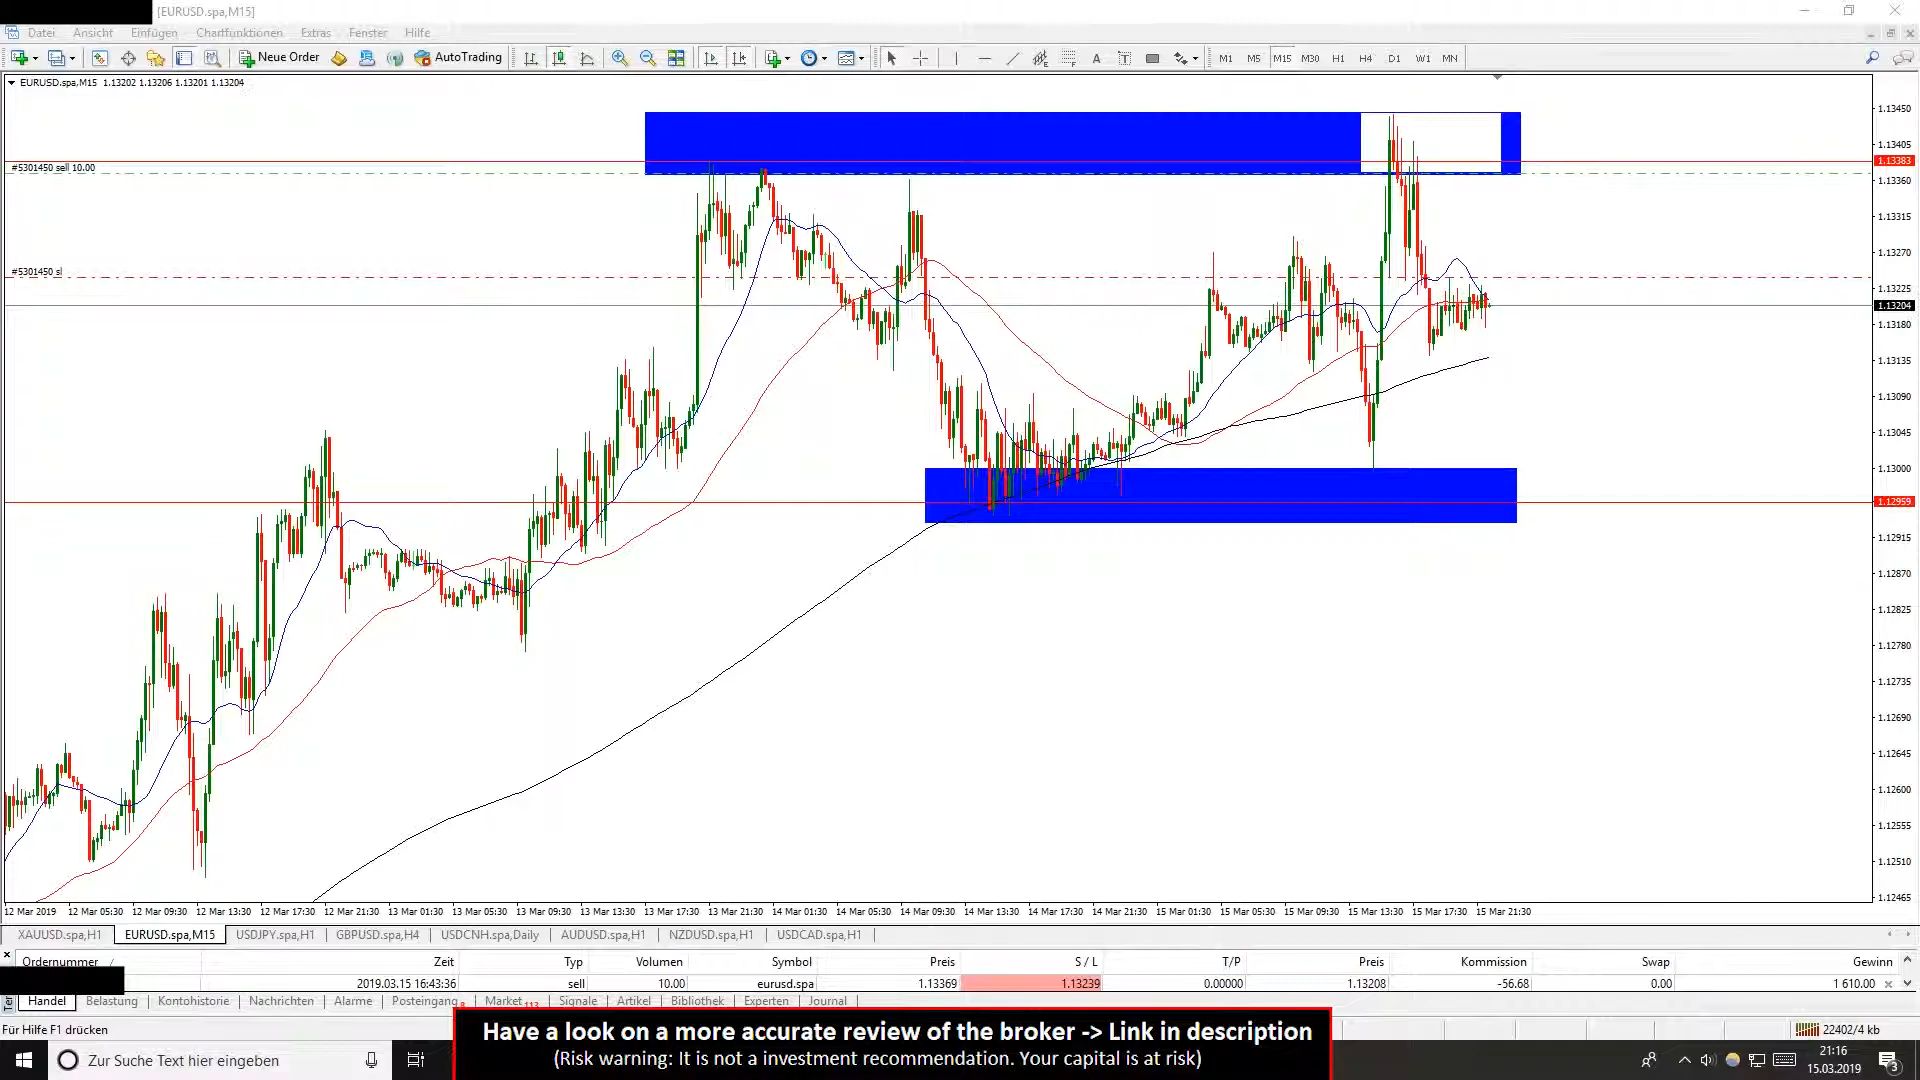 [EURUSD.spa,M15]
Datei Ansicht Einfügen Chartfunktionen Extras Fenster Hilfe
Neue Order AutoTrading A T M1 M5 M15 M30 H1 H4 D1 W1 MN
EURUSD.spa,M15 1.13202 1.13206 1.13201 1.13204
1.13450
1.13405
1.13383
#5301450 sell 10.00
1.13360
1.13315
1.13270
#5301450 sl
1.13225
1.13204
1.13180
1.13135
1.13090
1.13045
1.13000
1.12959
1.12915
1.12870
1.12825
1.12780
1.12735
1.12690
1.12645
1.12600
1.12555
1.12510
1.12465
12 Mar 2019 12 Mar 05:30 12 Mar 09:30 12 Mar 13:30 12 Mar 17:30 12 Mar 21:30 13 Mar 01:30 13 Mar 05:30 13 Mar 09:30 13 Mar 13:30 13 Mar 17:30 13 Mar 21:30 14 Mar 01:30 14 Mar 05:30 14 Mar 09:30 14 Mar 13:30 14 Mar 17:30 14 Mar 21:30 15 Mar 01:30 15 Mar 05:30 15 Mar 09:30 15 Mar 13:30 15 Mar 17:30 15 Mar 21:30
XAUUSD.spa,H1 EURUSD.spa,M15 USDJPY.spa,H1 GBPUSD.spa,H4 USDCNH.spa,Daily AUDUSD.spa,H1 NZDUSD.spa,H1 USDCAD.spa,H1
Ordernummer Zeit Typ Volumen Symbol Preis S / L T/P Preis Kommission Swap Gewinn
2019.03.15 16:43:36 sell 10.00 eurusd.spa 1.13369 1.13239 0.00000 1.13208 -56.68 0.00 1 610.00
Ter
Handel Belastung Kontohistorie Nachrichten Alarme Posteingang 8 Market 113 Signale Artikel Bibliothek Experten Journal
Für Hilfe F1 drücken
22402/4 kb
Have a look on a more accurate review of the broker -> Link in description
(Risk warning: It is not a investment recommendation. Your capital is at risk)
Zur Suche Text hier eingeben
21:16
15.03.2019
3